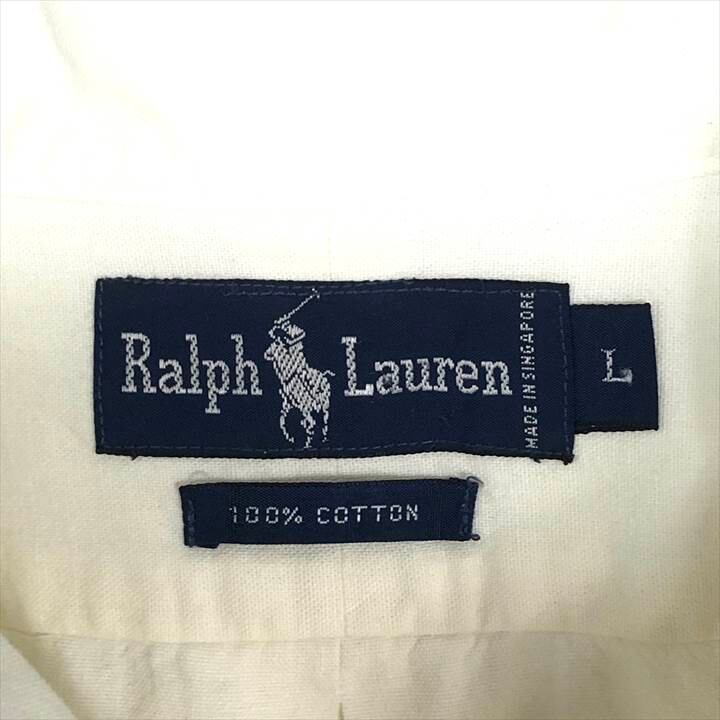 Ralph Lauren
MADE IN SINGAPORE
L
100% COTTON